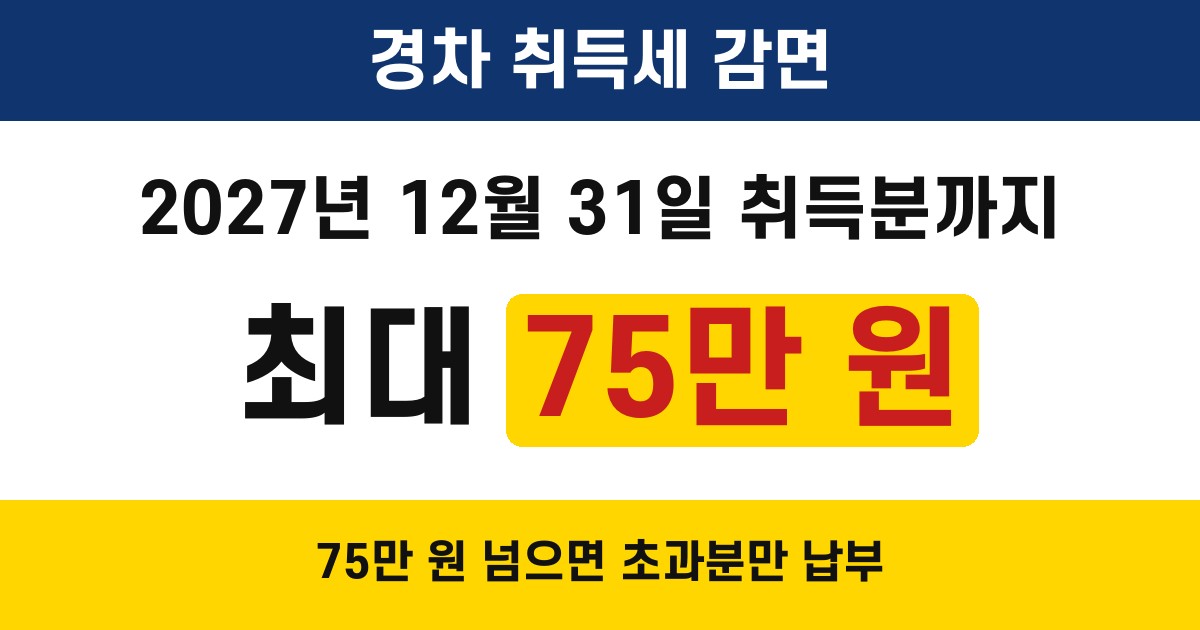 경차 취득세 감면
2027년 12월 31일 취득분까지
최대 75만 원
75만 원 넘으면 초과분만 납부